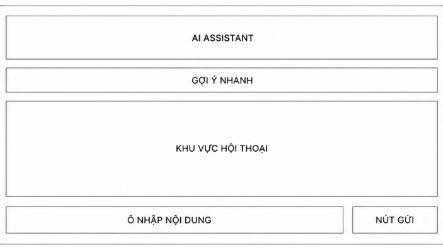 AI ASSISTANT
GỢI Ý NHANH
KHU VỰC HỘI THOẠI
Ô NHẬP NỘI DUNG
NÚT GỬI